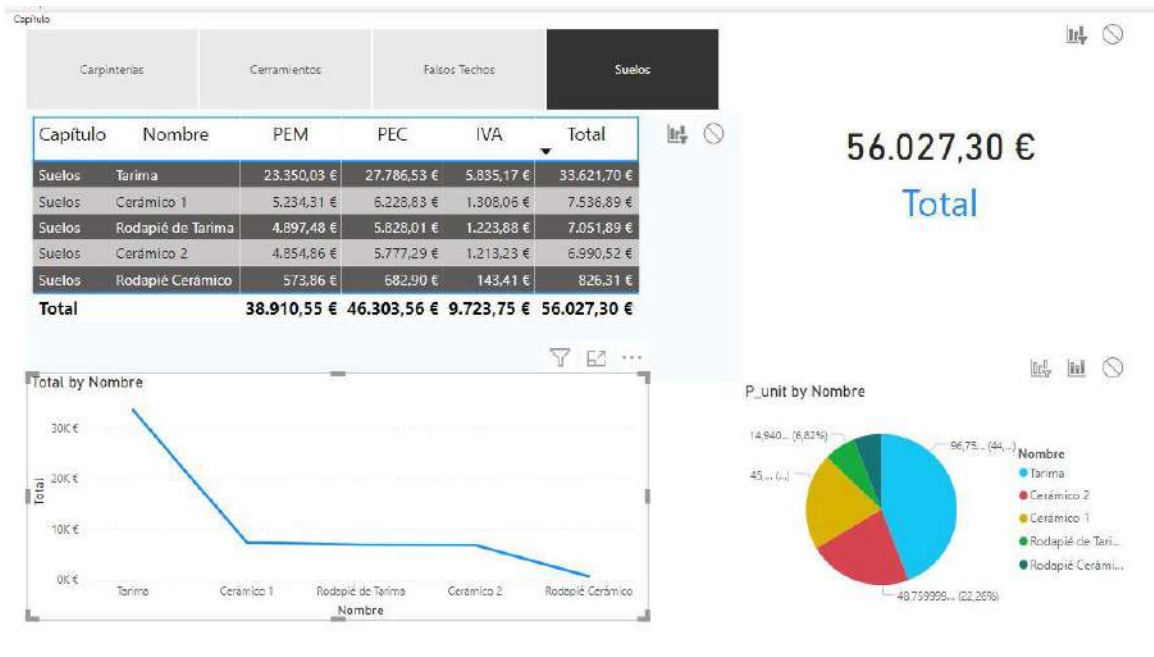 Capítulo
Carpinterías Cerramientos Falsos Techos Suelos
Capítulo Nombre PEM PEC IVA Total
Suelos Tarima 23.350,03 € 27.786,53 € 5.835,17 € 33.621,70 €
Suelos Cerámico 1 5.234,31 € 6.228,83 € 1.308,06 € 7.536,89 €
Suelos Rodapié de Tarima 4.897,48 € 5.828,01 € 1.223,88 € 7.051,89 €
Suelos Cerámico 2 4.854,86 € 5.777,29 € 1.213,23 € 6.990,52 €
Suelos Rodapié Cerámico 573,86 € 682,90 € 143,41 € 826,31 €
Total 38.910,55 € 46.303,56 € 9.723,75 € 56.027,30 €
56.027,30 €
Total
Total by Nombre
30K €
20K €
10K €
0K €
Total
Tarima Cerámico 1 Rodapié de Tarima Cerámico 2 Rodapié Cerámico
Nombre
P_unit by Nombre
14,940... (6,82%)
96,75... (44,...)
45,... (...)
48,759999... (22,26%)
Nombre
Tarima
Cerámico 2
Cerámico 1
Rodapié de Tari...
Rodapié Cerámi...